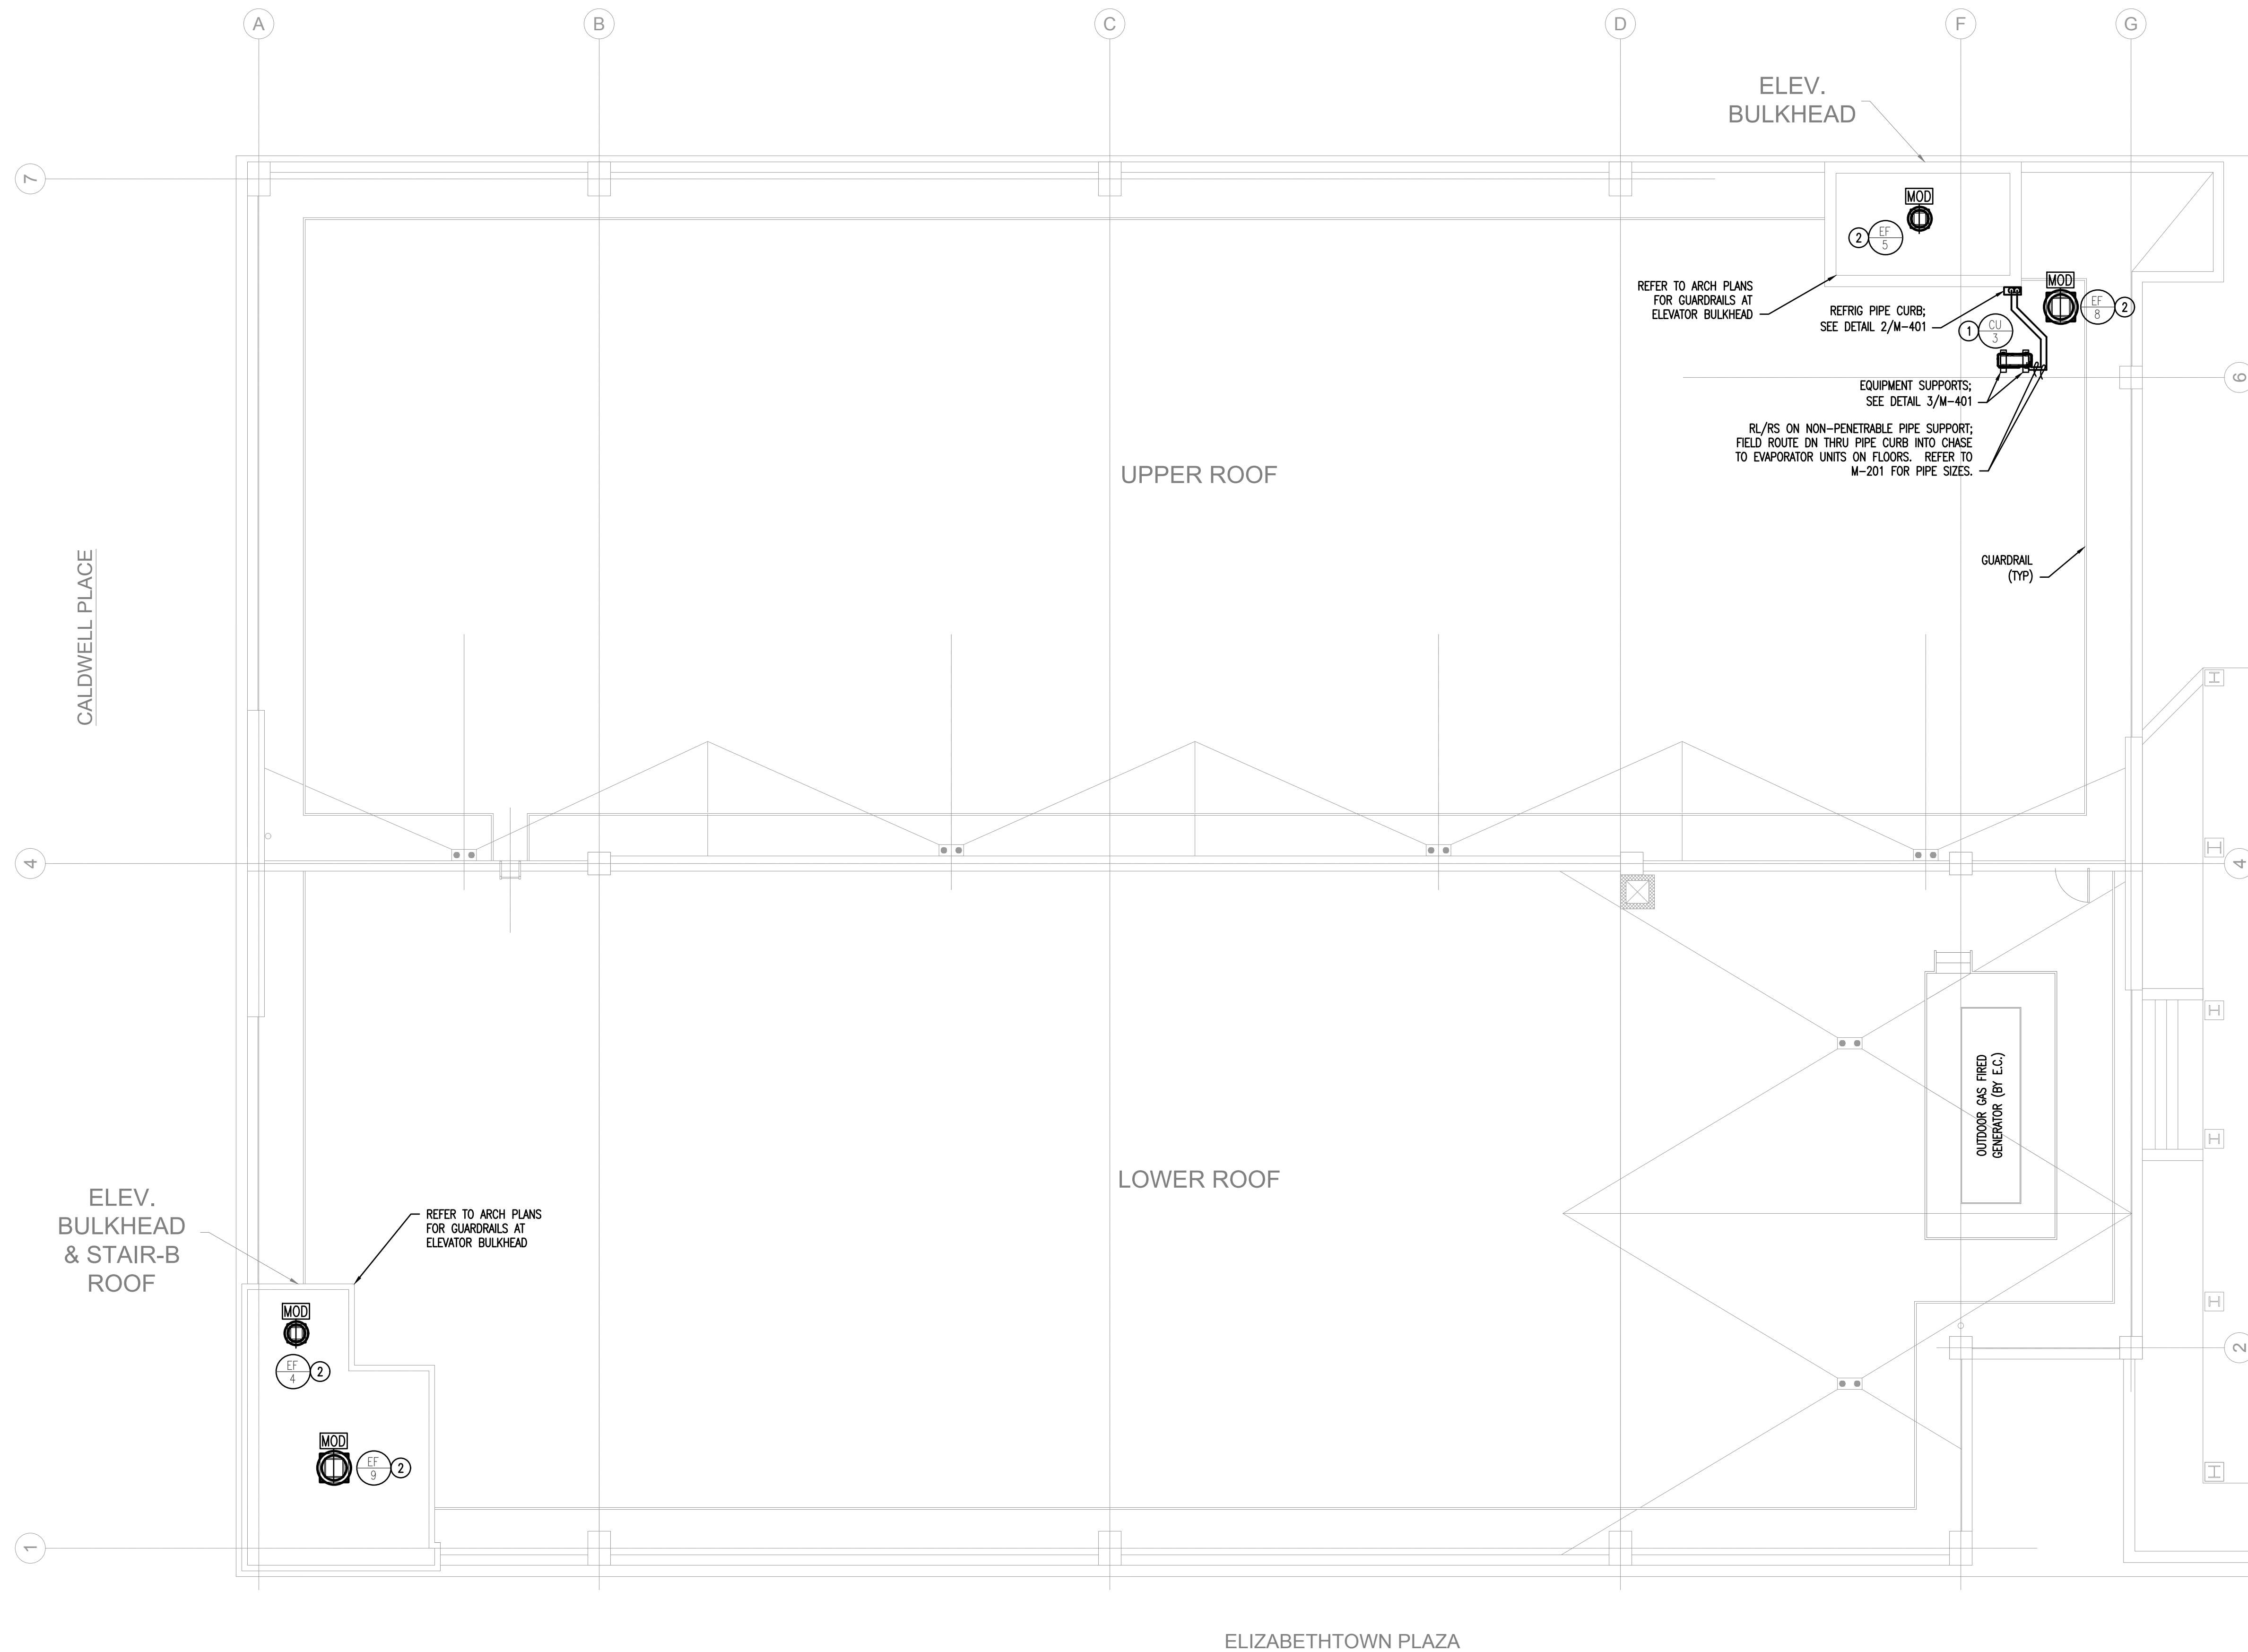 A
B
C
D
F
G
ELEV.
BULKHEAD
7
MOD
2
EF
5
REFER TO ARCH PLANS
FOR GUARDRAILS AT
ELEVATOR BULKHEAD
MOD
EF
8
2
REFRIG PIPE CURB;
SEE DETAIL 2/M-401
1
CU
3
6
EQUIPMENT SUPPORTS;
SEE DETAIL 3/M-401
RL/RS ON NON-PENETRABLE PIPE SUPPORT;
FIELD ROUTE DN THRU PIPE CURB INTO CHASE
TO EVAPORATOR UNITS ON FLOORS. REFER TO
M-201 FOR PIPE SIZES.
UPPER ROOF
GUARDRAIL
(TYP)
CALDWELL PLACE
4
4
OUTDOOR GAS FIRED
GENERATOR (BY E.C.)
LOWER ROOF
ELEV.
BULKHEAD
& STAIR-B
ROOF
REFER TO ARCH PLANS
FOR GUARDRAILS AT
ELEVATOR BULKHEAD
MOD
EF
4
2
2
MOD
EF
9
2
1
ELIZABETHTOWN PLAZA